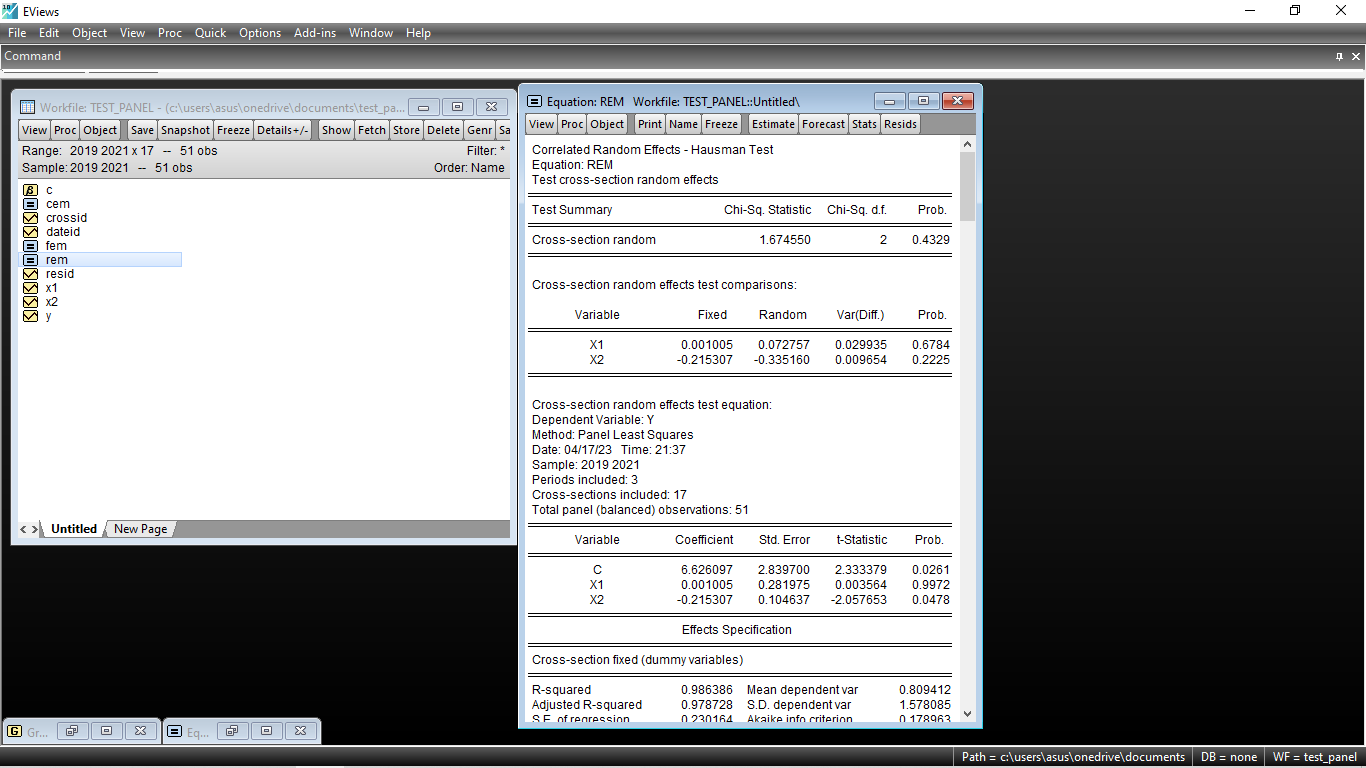 EViews
File Edit Object View Proc Quick Options Add-ins Window Help
Command
Workfile: TEST_PANEL - (c:\users\asus\onedrive\documents\test_pa...
View Proc Object Save Snapshot Freeze Details+/- Show Fetch Store Delete Genr Sa
Range: 2019 2021 x 17 -- 51 obs Filter: *
Sample: 2019 2021 -- 51 obs Order: Name
c
cem
crossid
dateid
fem
rem
resid
x1
x2
y
Untitled New Page
Equation: REM Workfile: TEST_PANEL::Untitled\
View Proc Object Print Name Freeze Estimate Forecast Stats Resids
Correlated Random Effects - Hausman Test
Equation: REM
Test cross-section random effects
Test Summary Chi-Sq. Statistic Chi-Sq. d.f. Prob.
Cross-section random 1.674550 2 0.4329
Cross-section random effects test comparisons:
Variable Fixed Random Var(Diff.) Prob.
X1 0.001005 0.072757 0.029935 0.6784
X2 -0.215307 -0.335160 0.009654 0.2225
Cross-section random effects test equation:
Dependent Variable: Y
Method: Panel Least Squares
Date: 04/17/23 Time: 21:37
Sample: 2019 2021
Periods included: 3
Cross-sections included: 17
Total panel (balanced) observations: 51
Variable Coefficient Std. Error t-Statistic Prob.
C 6.626097 2.839700 2.333379 0.0261
X1 0.001005 0.281975 0.003564 0.9972
X2 -0.215307 0.104637 -2.057653 0.0478
Effects Specification
Cross-section fixed (dummy variables)
R-squared 0.986386 Mean dependent var 0.809412
Adjusted R-squared 0.978728 S.D. dependent var 1.578085
S.E. of regression 0.230164 Akaike info criterion 0.178963
G Gr... Eq...
Path = c:\users\asus\onedrive\documents DB = none WF = test_panel